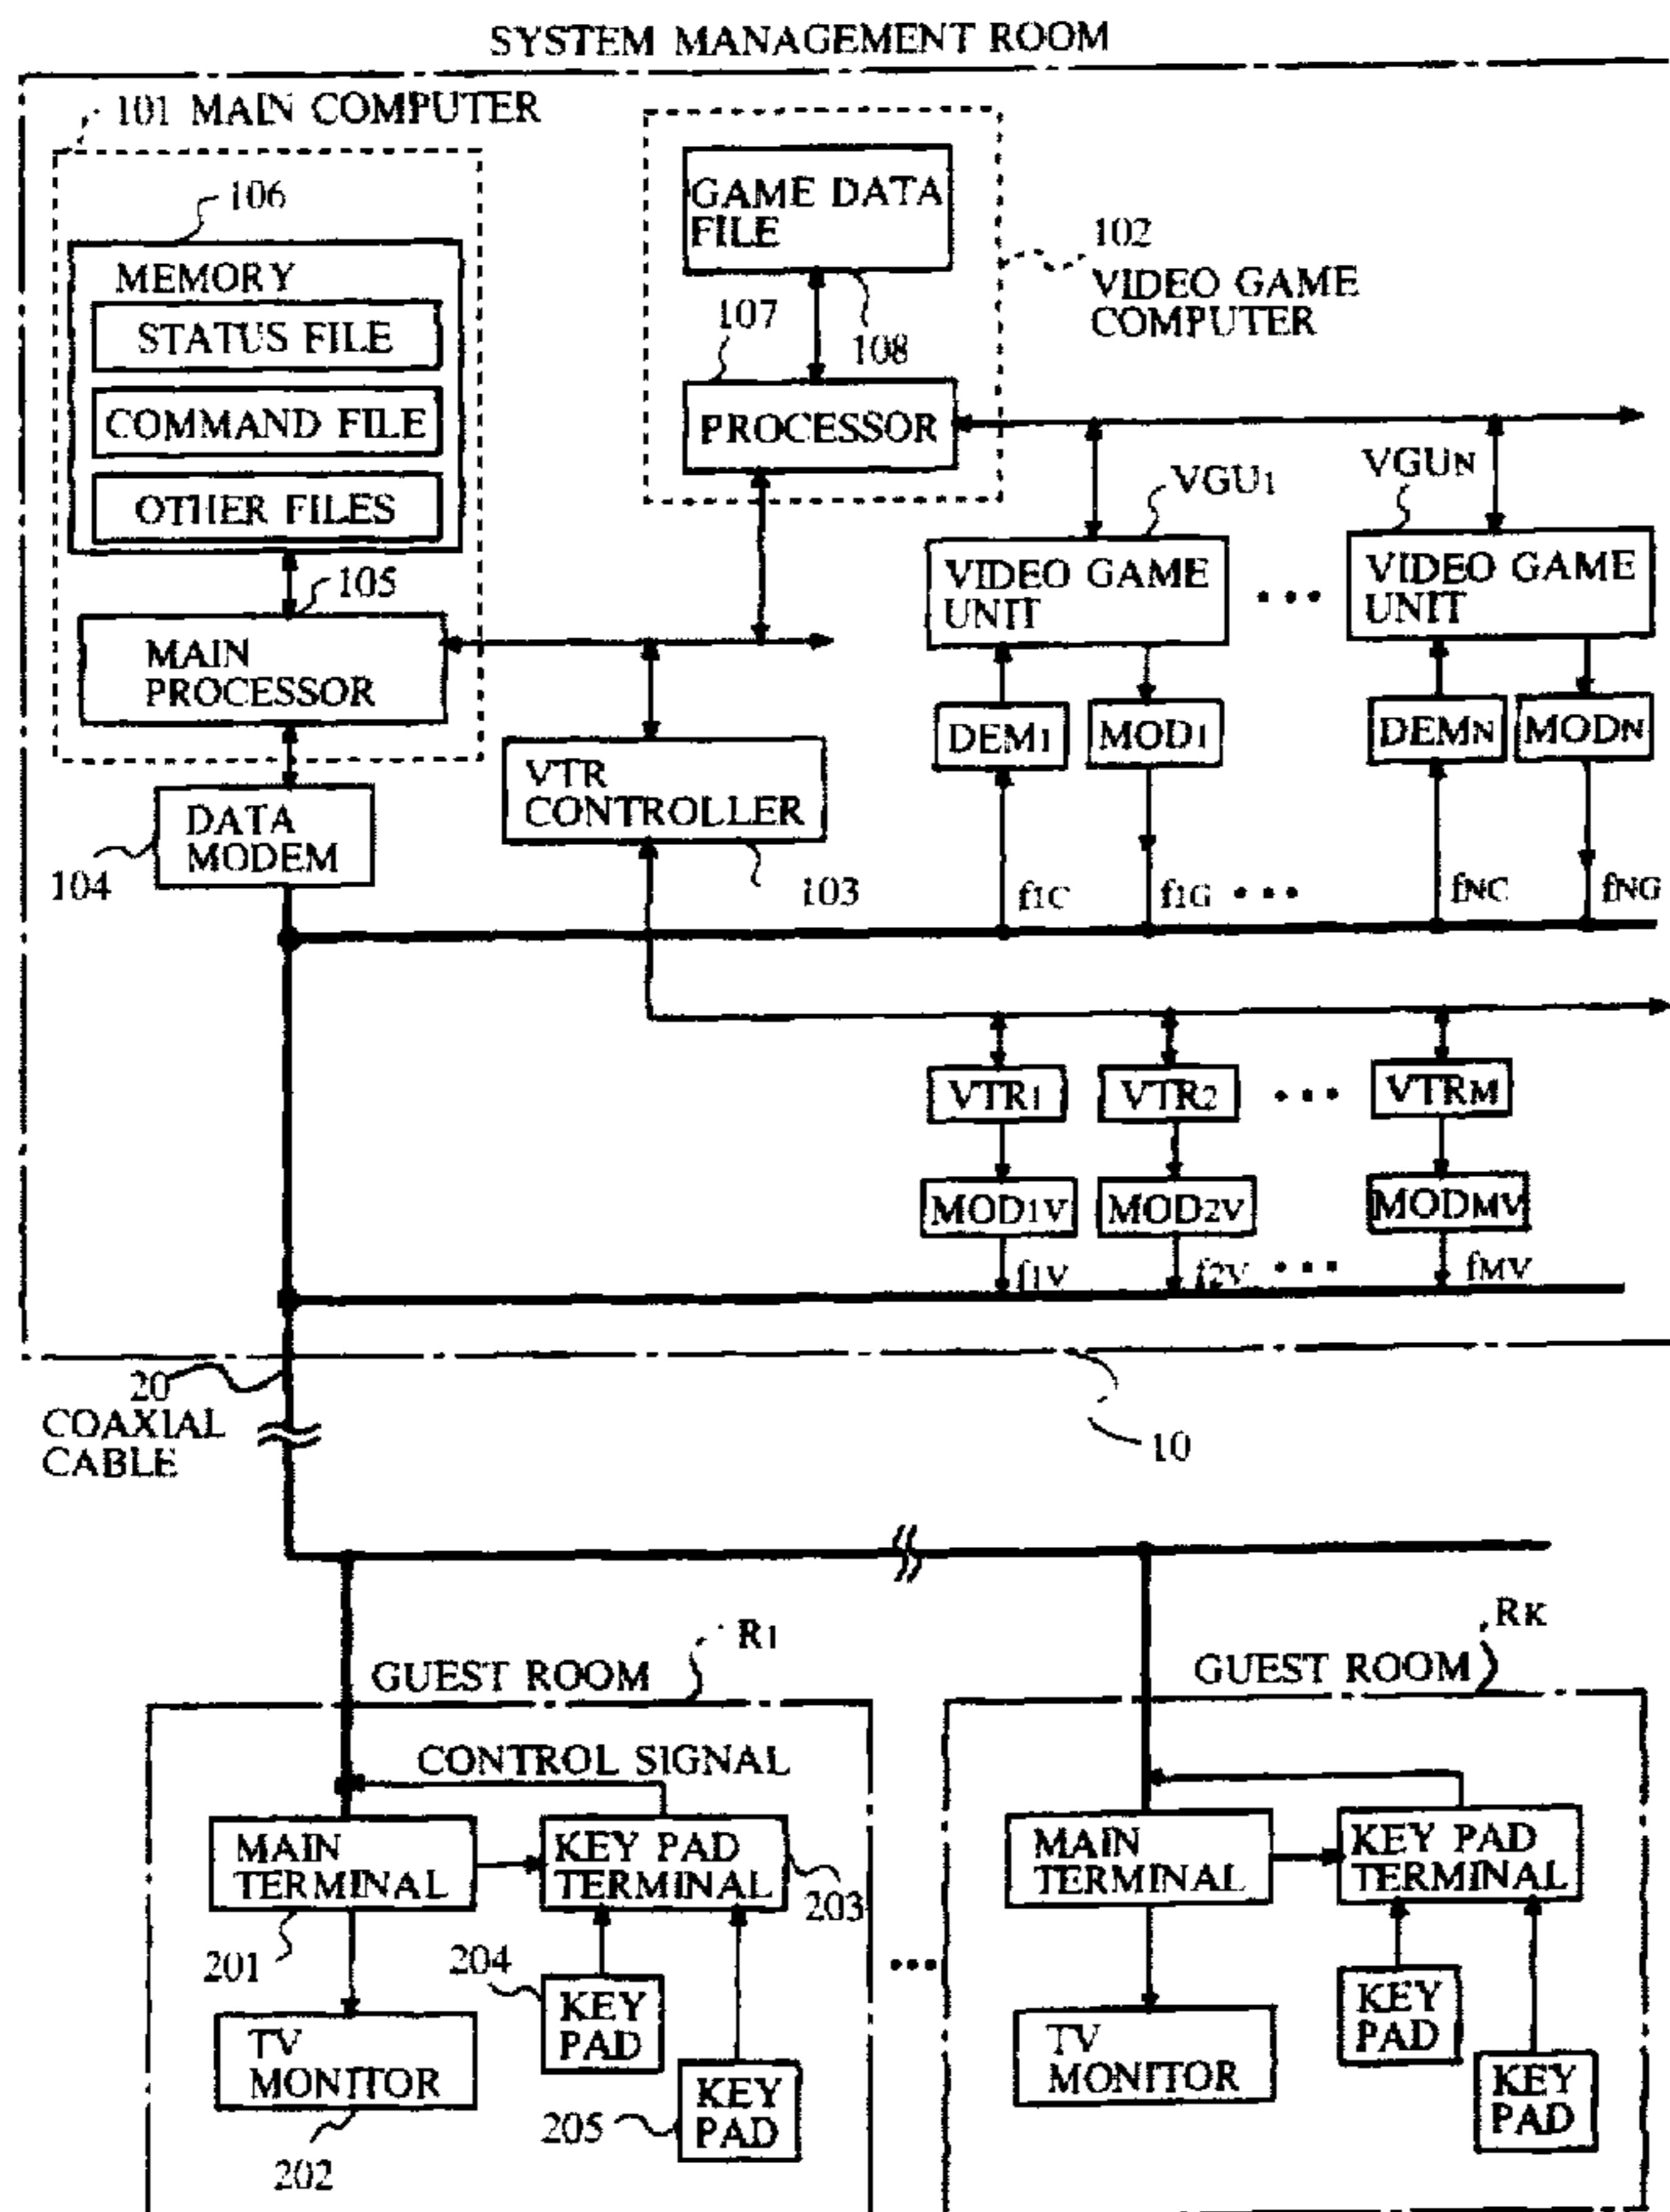 SYSTEM MANAGEMENT ROOM
101 MAIN COMPUTER
106
MEMORY
STATUS FILE
COMMAND FILE
OTHER FILES
105
MAIN
PROCESSOR
DATA
MODEM
104
GAME DATA
FILE
102
VIDEO GAME
COMPUTER
107
108
PROCESSOR
VTR
CONTROLLER
103
VGU1
VGUN
VIDEO GAME
UNIT
•••
VIDEO GAME
UNIT
DEM1
MOD1
DEMN
MODN
f1C
f1G
•••
fNC
fNG
VTR1
VTR2
•••
VTRM
MOD1V
MOD2V
MODMV
f1V
f2V
•••
fMV
20
COAXIAL
CABLE
10
R1
GUEST ROOM
RK
GUEST ROOM
CONTROL SIGNAL
MAIN
TERMINAL
KEY PAD
TERMINAL
203
201
204
KEY
PAD
TV
MONITOR
202
205
KEY
PAD
•••
MAIN
TERMINAL
KEY PAD
TERMINAL
KEY
PAD
TV
MONITOR
KEY
PAD